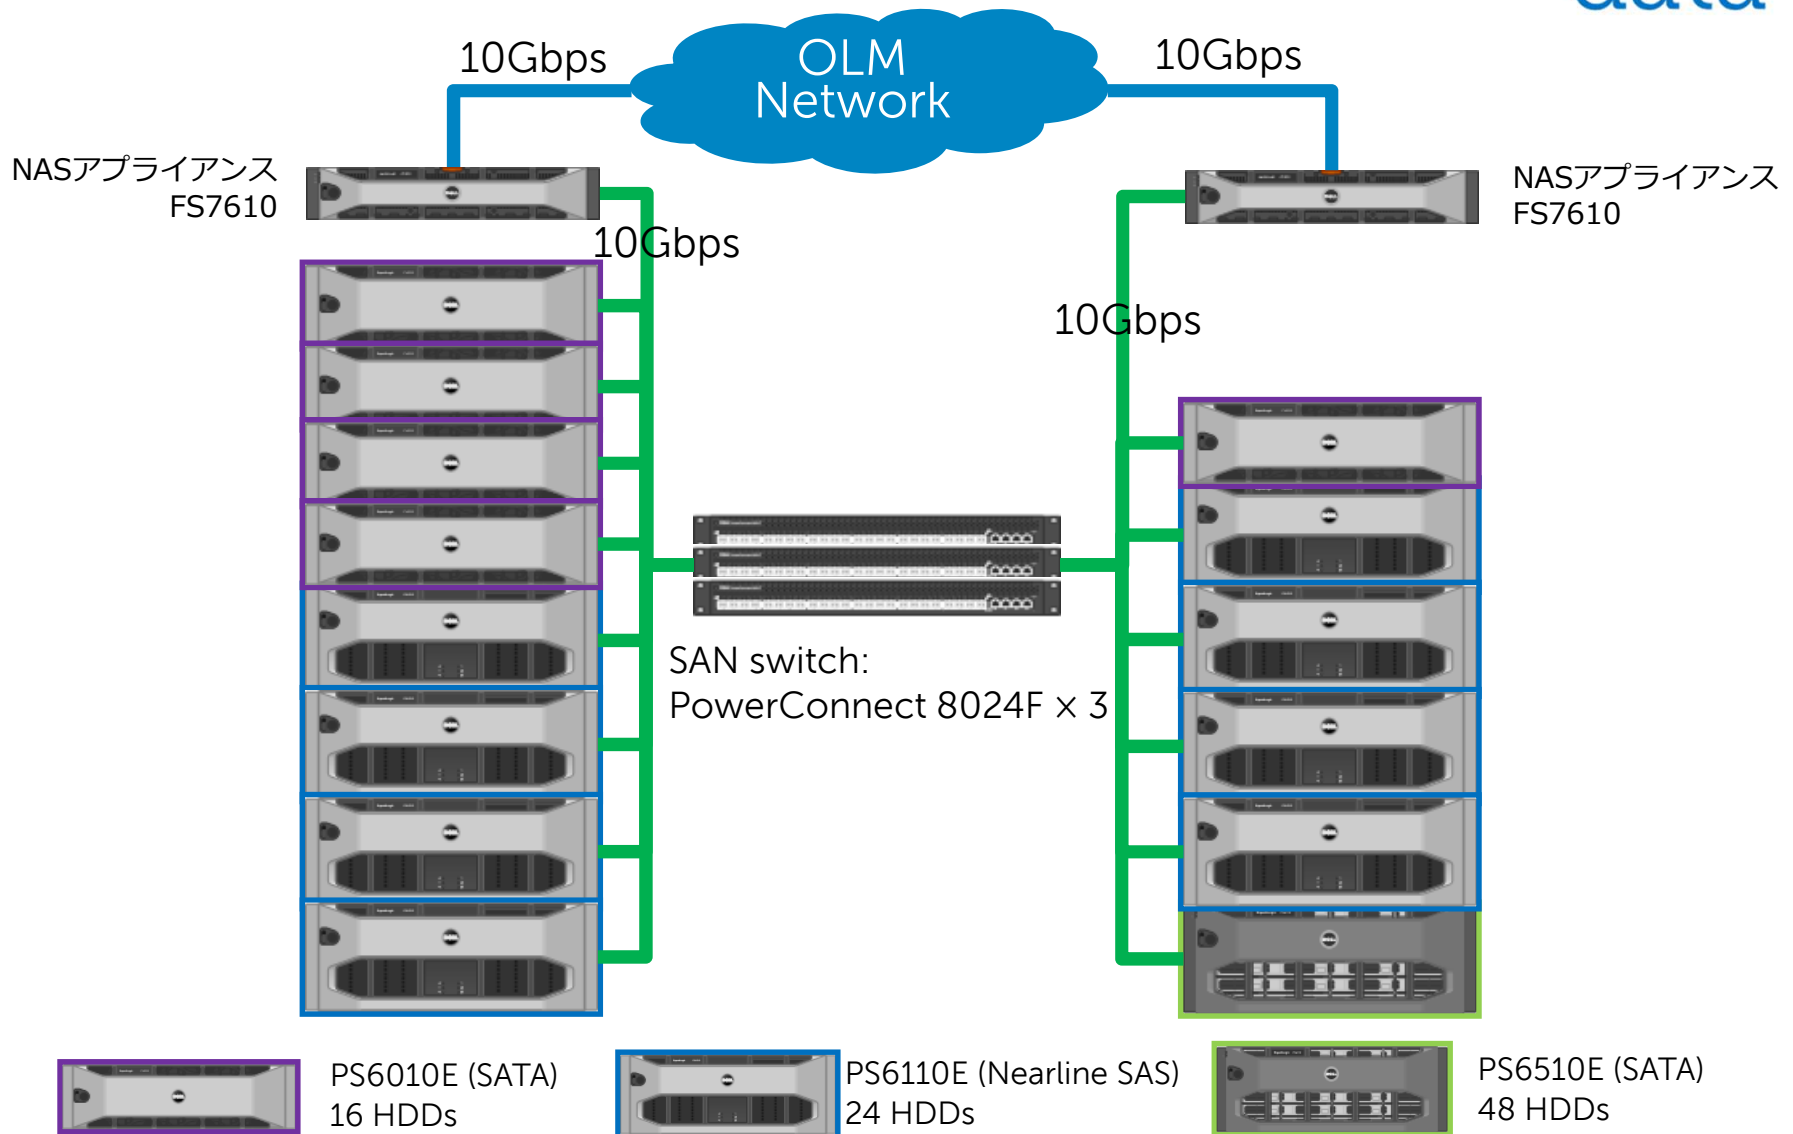 data
10Gbps
OLM
Network
10Gbps
NASアプライアンス
FS7610
NASアプライアンス
FS7610
10Gbps
10Gbps
SAN switch:
PowerConnect 8024F × 3
PS6010E (SATA)
16 HDDs
PS6110E (Nearline SAS)
24 HDDs
PS6510E (SATA)
48 HDDs